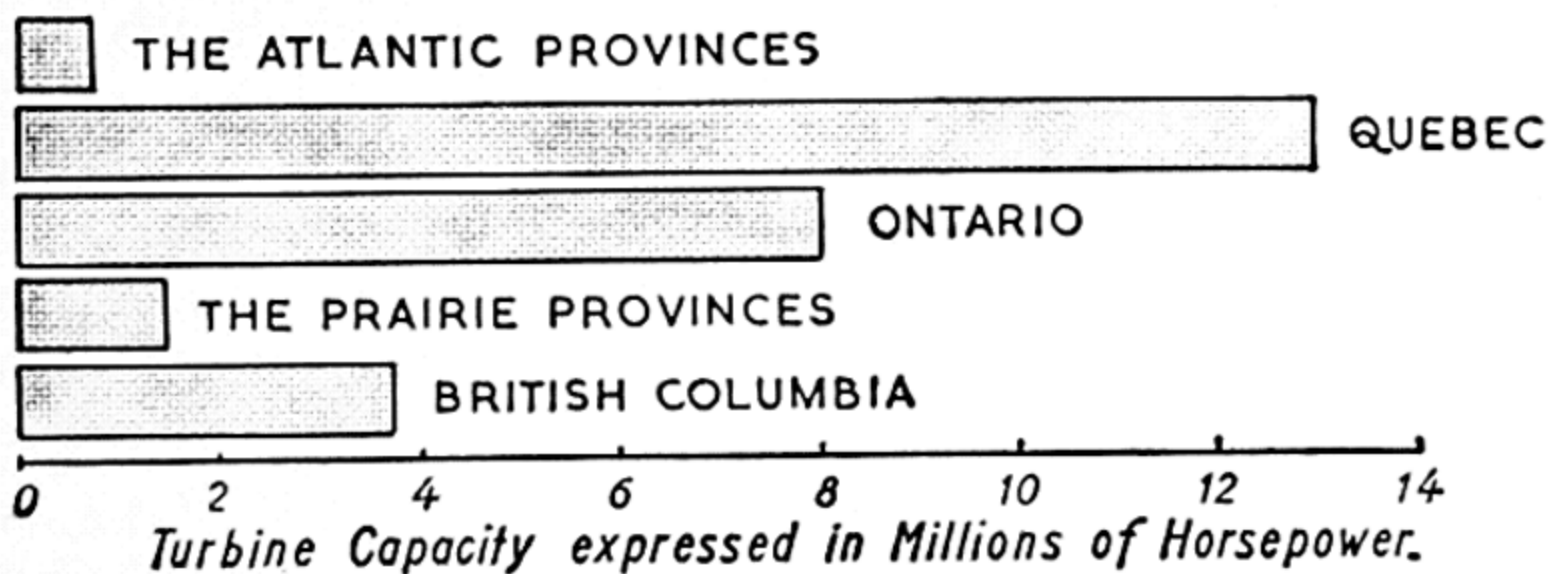 THE ATLANTIC PROVINCES
QUEBEC
ONTARIO
THE PRAIRIE PROVINCES
BRITISH COLUMBIA
0 2 4 6 8 10 12 14
Turbine Capacity expressed in Millions of Horsepower.